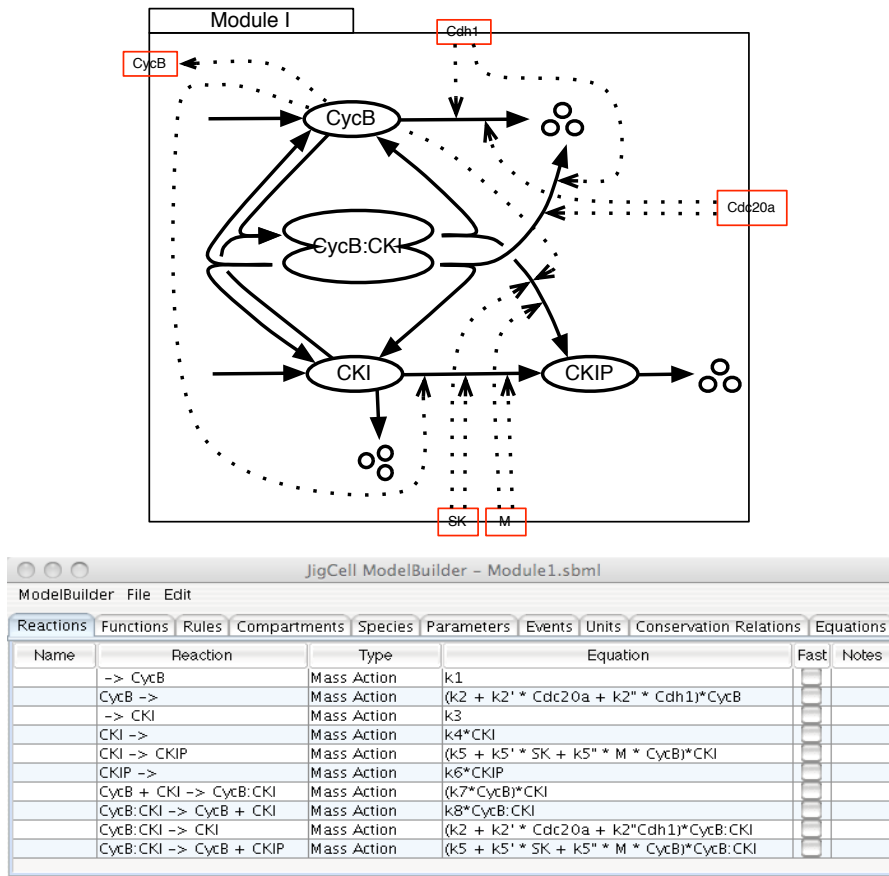 Module I
Cdh1
CycB
CycB
Cdc20a
CycB:CKI
CKI
CKIP
SK
M
JigCell ModelBuilder – Module1.sbml
ModelBuilder File Edit
Reactions Functions Rules Compartments Species Parameters Events Units Conservation Relations Equations
Name Reaction Type Equation Fast Notes
-> CycB Mass Action k1
CycB -> Mass Action (k2 + k2' * Cdc20a + k2" * Cdh1)*CycB
-> CKI Mass Action k3
CKI -> Mass Action k4*CKI
CKI -> CKIP Mass Action (k5 + k5' * SK + k5" * M * CycB)*CKI
CKIP -> Mass Action k6*CKIP
CycB + CKI -> CycB:CKI Mass Action (k7*CycB)*CKI
CycB:CKI -> CycB + CKI Mass Action k8*CycB:CKI
CycB:CKI -> CKI Mass Action (k2 + k2' * Cdc20a + k2"Cdh1)*CycB:CKI
CycB:CKI -> CycB + CKIP Mass Action (k5 + k5' * SK + k5" * M * CycB)*CycB:CKI